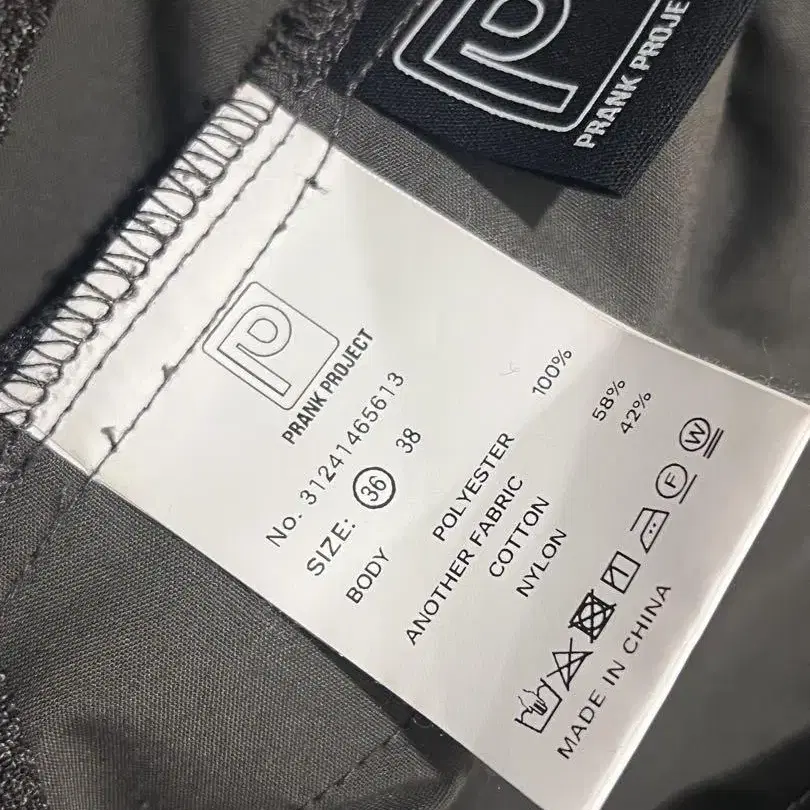 PRANK PROJE
PRANK PROJECT
No. 31241465613
SIZE: 36 38
BODY
POLYESTER 100%
ANOTHER FABRIC
COTTON 58%
NYLON 42%
F W
MADE IN CHINA